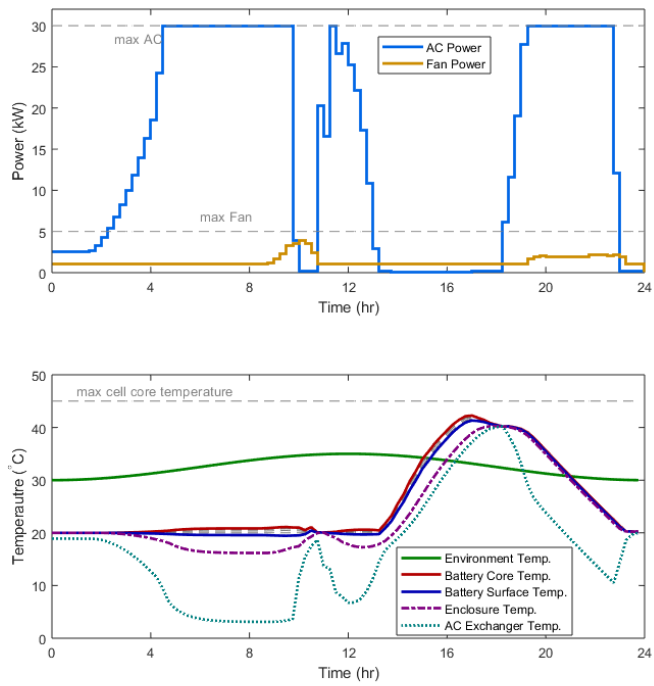 30
max AC
25
AC Power
Fan Power
20
Power (kW)
15
10
max Fan
5
0
0 4 8 12 16 20 24
Time (hr)
50
max cell core temperature
40
30
Temperautre (°C)
20
10
0
Environment Temp.
Battery Core Temp.
Battery Surface Temp.
Enclosure Temp.
AC Exchanger Temp.
0 4 8 12 16 20 24
Time (hr)